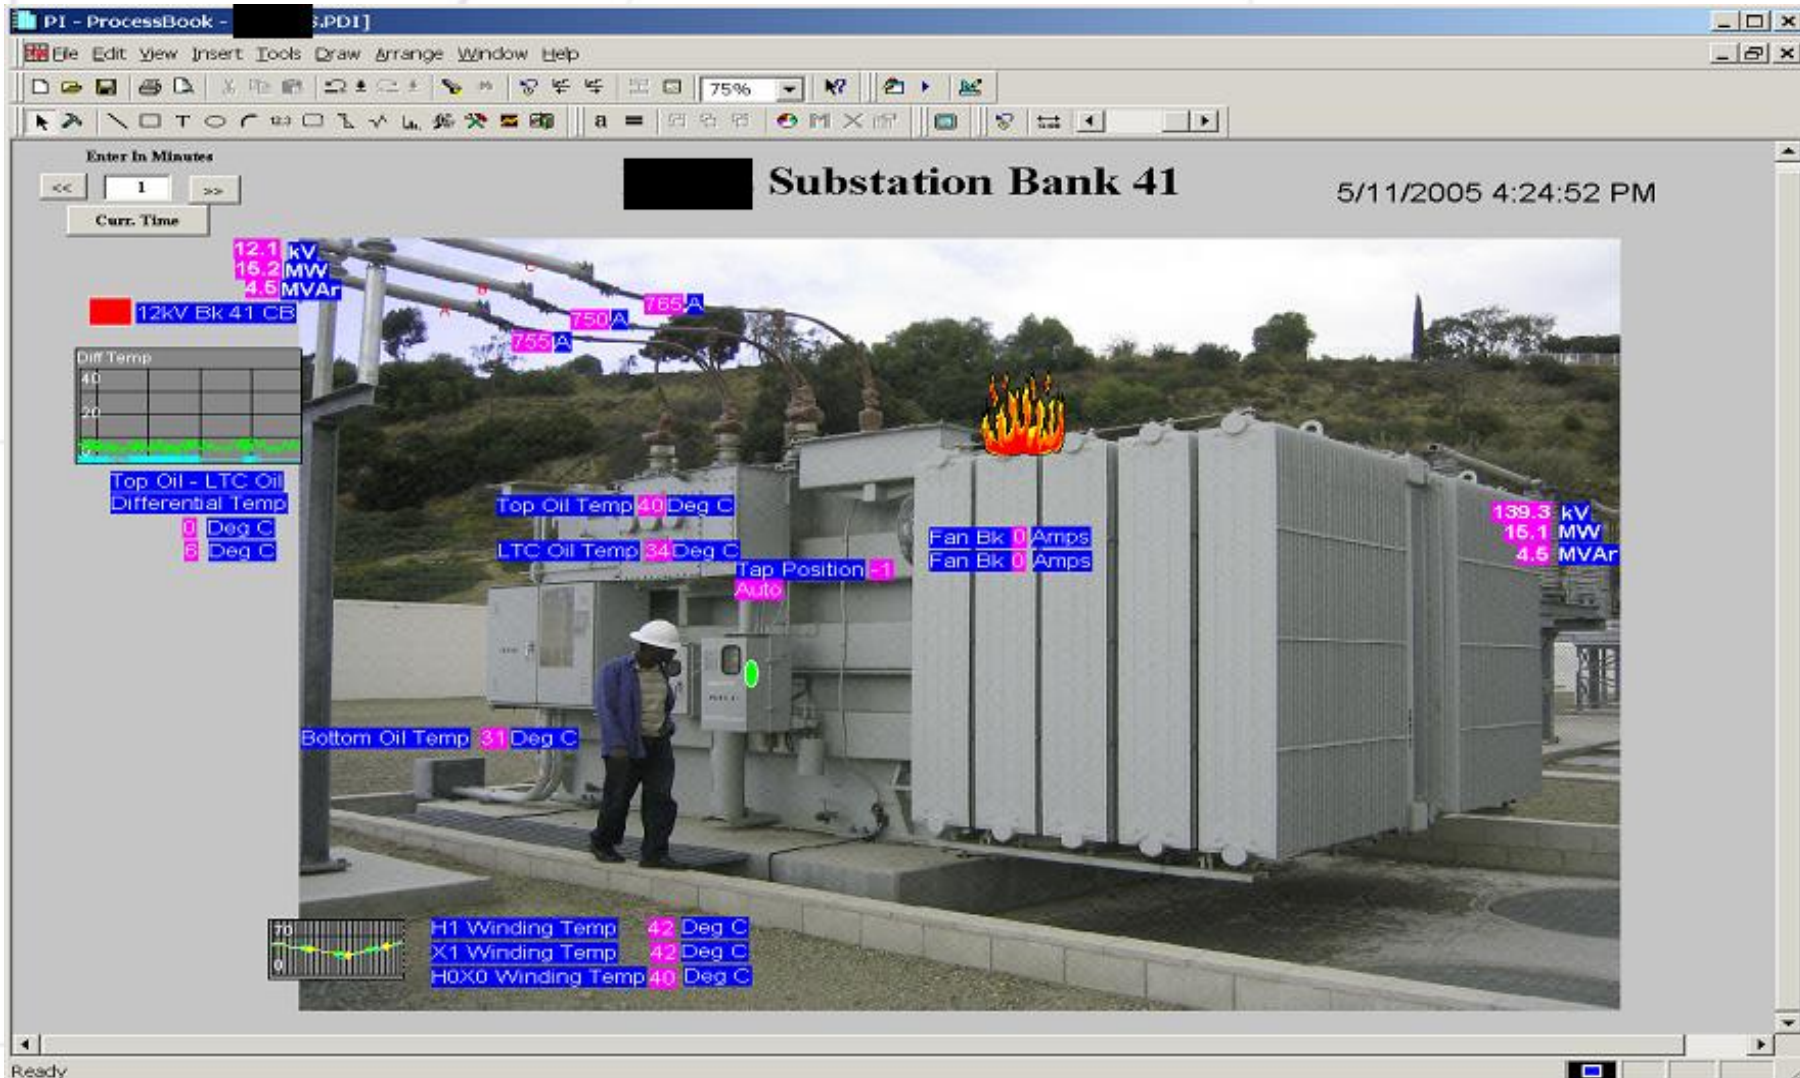 PI - ProcessBook - S.PDI]
File Edit View Insert Tools Draw Arrange Window Help
75%
Enter In Minutes
<< 1 >>
Curr. Time
Substation Bank 41
5/11/2005 4:24:52 PM
12.1 kV
15.2 MW
4.5 MVAr
12kV Bk 41 CB
C
B
A
765 A
750 A
755 A
Diff Temp
40
20
0
Top Oil - LTC Oil
Differential Temp
0 Deg C
6 Deg C
Top Oil Temp 40 Deg C
LTC Oil Temp 34 Deg C
Tap Position -1
Auto
Fan Bk 0 Amps
Fan Bk 0 Amps
139.3 kV
15.1 MW
4.5 MVAr
Bottom Oil Temp 31 Deg C
70
0
H1 Winding Temp 42 Deg C
X1 Winding Temp 42 Deg C
H0X0 Winding Temp 40 Deg C
Ready